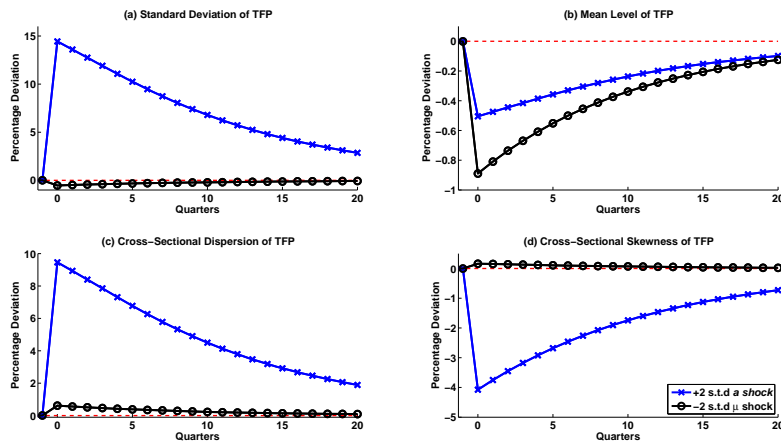 (a) Standard Deviation of TFP
15
10
5
0
Percentage Deviation
0 5 10 15 20
Quarters
(b) Mean Level of TFP
0
−0.2
−0.4
−0.6
−0.8
−1
Percentage Deviation
0 5 10 15 20
Quarters
(c) Cross−Sectional Dispersion of TFP
10
8
6
4
2
0
Percentage Deviation
0 5 10 15 20
Quarters
(d) Cross−Sectional Skewness of TFP
0
−1
−2
−3
−4
−5
Percentage Deviation
0 5 10 15 20
Quarters
+2 s.t.d a shock
−2 s.t.d μ shock